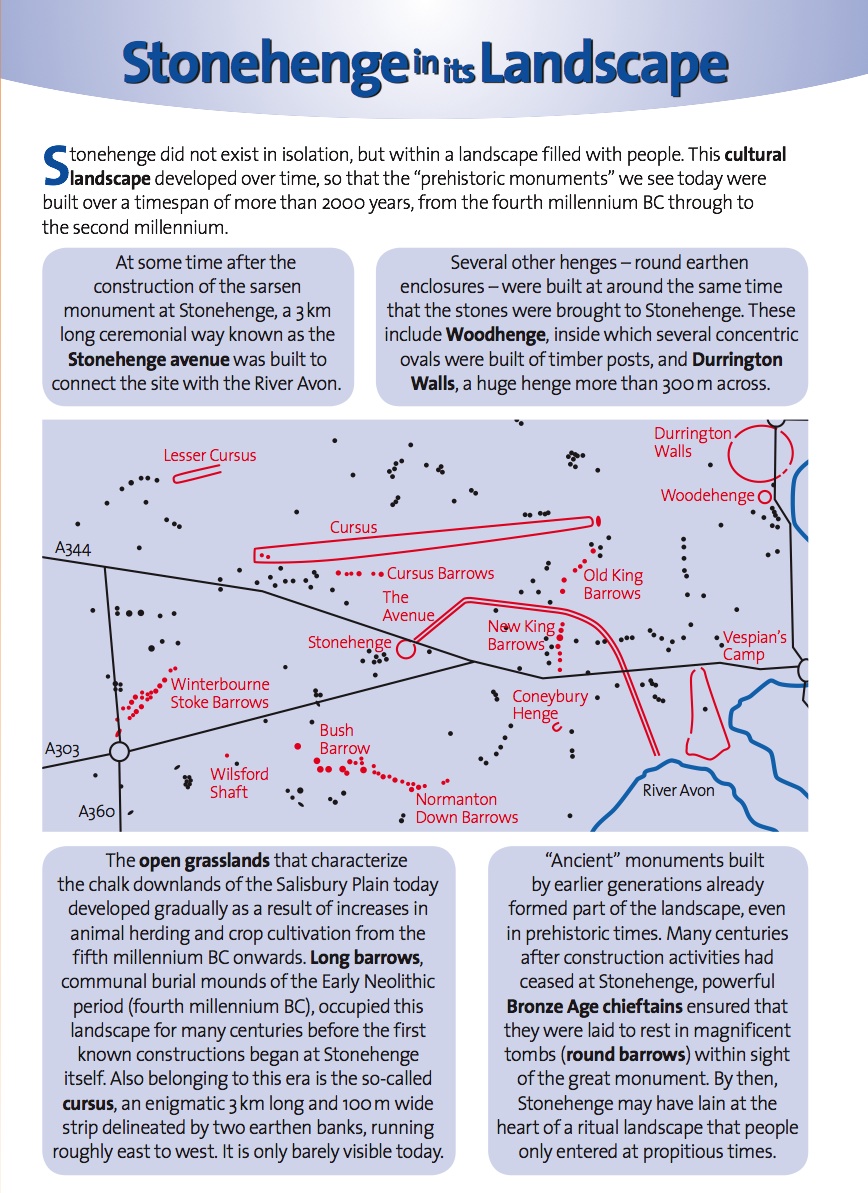 Stonehenge in its Landscape
Stonehenge did not exist in isolation, but within a landscape filled with people. This cultural
landscape developed over time, so that the “prehistoric monuments” we see today were
built over a timespan of more than 2000 years, from the fourth millennium BC through to
the second millennium.
At some time after the
construction of the sarsen
monument at Stonehenge, a 3 km
long ceremonial way known as the
Stonehenge avenue was built to
connect the site with the River Avon.
Several other henges – round earthen
enclosures – were built at around the same time
that the stones were brought to Stonehenge. These
include Woodhenge, inside which several concentric
ovals were built of timber posts, and Durrington
Walls, a huge henge more than 300 m across.
Durrington
Walls
Lesser Cursus
Woodehenge
Cursus
A344
Cursus Barrows
Old King
Barrows
The
Avenue
New King
Barrows
Stonehenge
Vespian's
Camp
Winterbourne
Stoke Barrows
Coneybury
Henge
Bush
Barrow
A303
Wilsford
Shaft
River Avon
Normanton
Down Barrows
A360
The open grasslands that characterize
the chalk downlands of the Salisbury Plain today
developed gradually as a result of increases in
animal herding and crop cultivation from the
fifth millennium BC onwards. Long barrows,
communal burial mounds of the Early Neolithic
period (fourth millennium BC), occupied this
landscape for many centuries before the first
known constructions began at Stonehenge
itself. Also belonging to this era is the so-called
cursus, an enigmatic 3 km long and 100 m wide
strip delineated by two earthen banks, running
roughly east to west. It is only barely visible today.
“Ancient” monuments built
by earlier generations already
formed part of the landscape, even
in prehistoric times. Many centuries
after construction activities had
ceased at Stonehenge, powerful
Bronze Age chieftains ensured that
they were laid to rest in magnificent
tombs (round barrows) within sight
of the great monument. By then,
Stonehenge may have lain at the
heart of a ritual landscape that people
only entered at propitious times.